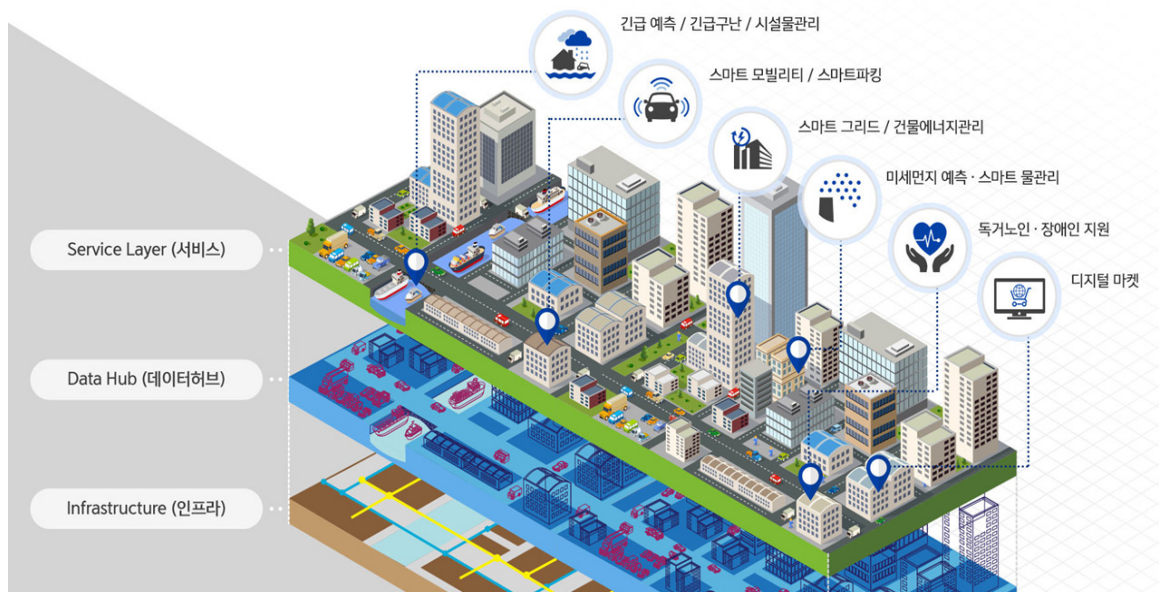 긴급 예측 / 긴급구난 / 시설물관리
스마트 모빌리티 / 스마트파킹
스마트 그리드 / 건물에너지관리
미세먼지 예측 · 스마트 물관리
독거노인 · 장애인 지원
디지털 마켓
Service Layer (서비스)
Data Hub (데이터허브)
Infrastructure (인프라)